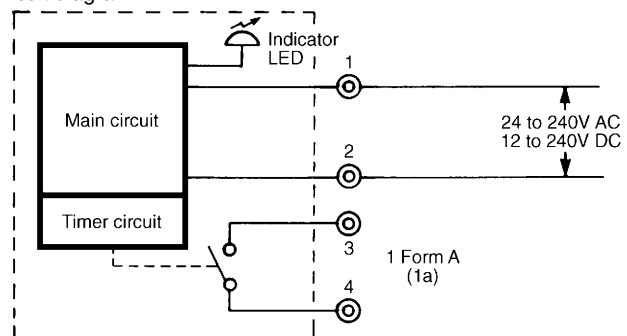 Indicator
LED
1
Main circuit
24 to 240V AC
12 to 240V DC
2
Timer circuit
3
1 Form A
(1a)
4